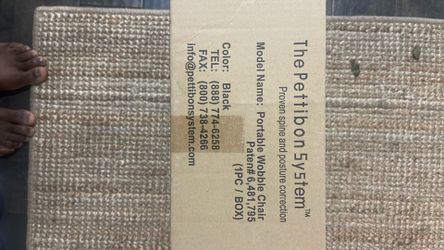 The Pettibon System™
Proven spine and posture correction
Model Name: Portable Wobble Chair
Paten# 6,481,795
(1PC / BOX)
Color: Black
TEL: (888) 774-6258
FAX: (800) 738-4266
info@pettibonsystem.com